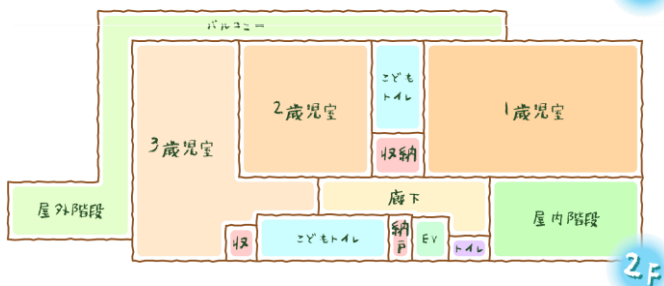 バルコニー
こども
トイレ
2歳児室
1歳児室
3歳児室
収納
廊下
屋外階段
屋内階段
収
こどもトイレ
納
戸
EV
トイレ
2F